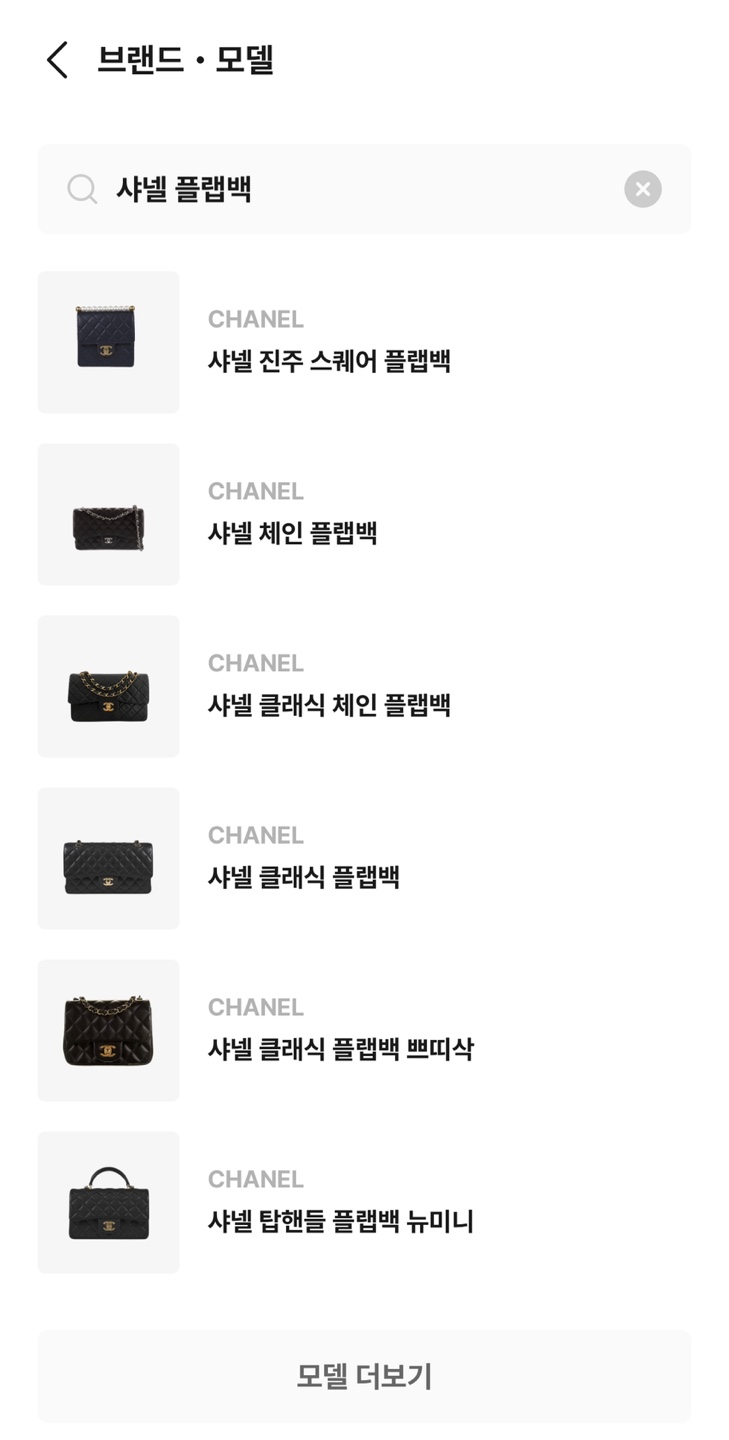 브랜드 • 모델
샤넬 플랩백
CHANEL
샤넬 진주 스퀘어 플랩백
CHANEL
샤넬 체인 플랩백
CHANEL
샤넬 클래식 체인 플랩백
CHANEL
샤넬 클래식 플랩백
CHANEL
샤넬 클래식 플랩백 쁘띠삭
CHANEL
샤넬 탑핸들 플랩백 뉴미니
모델 더보기